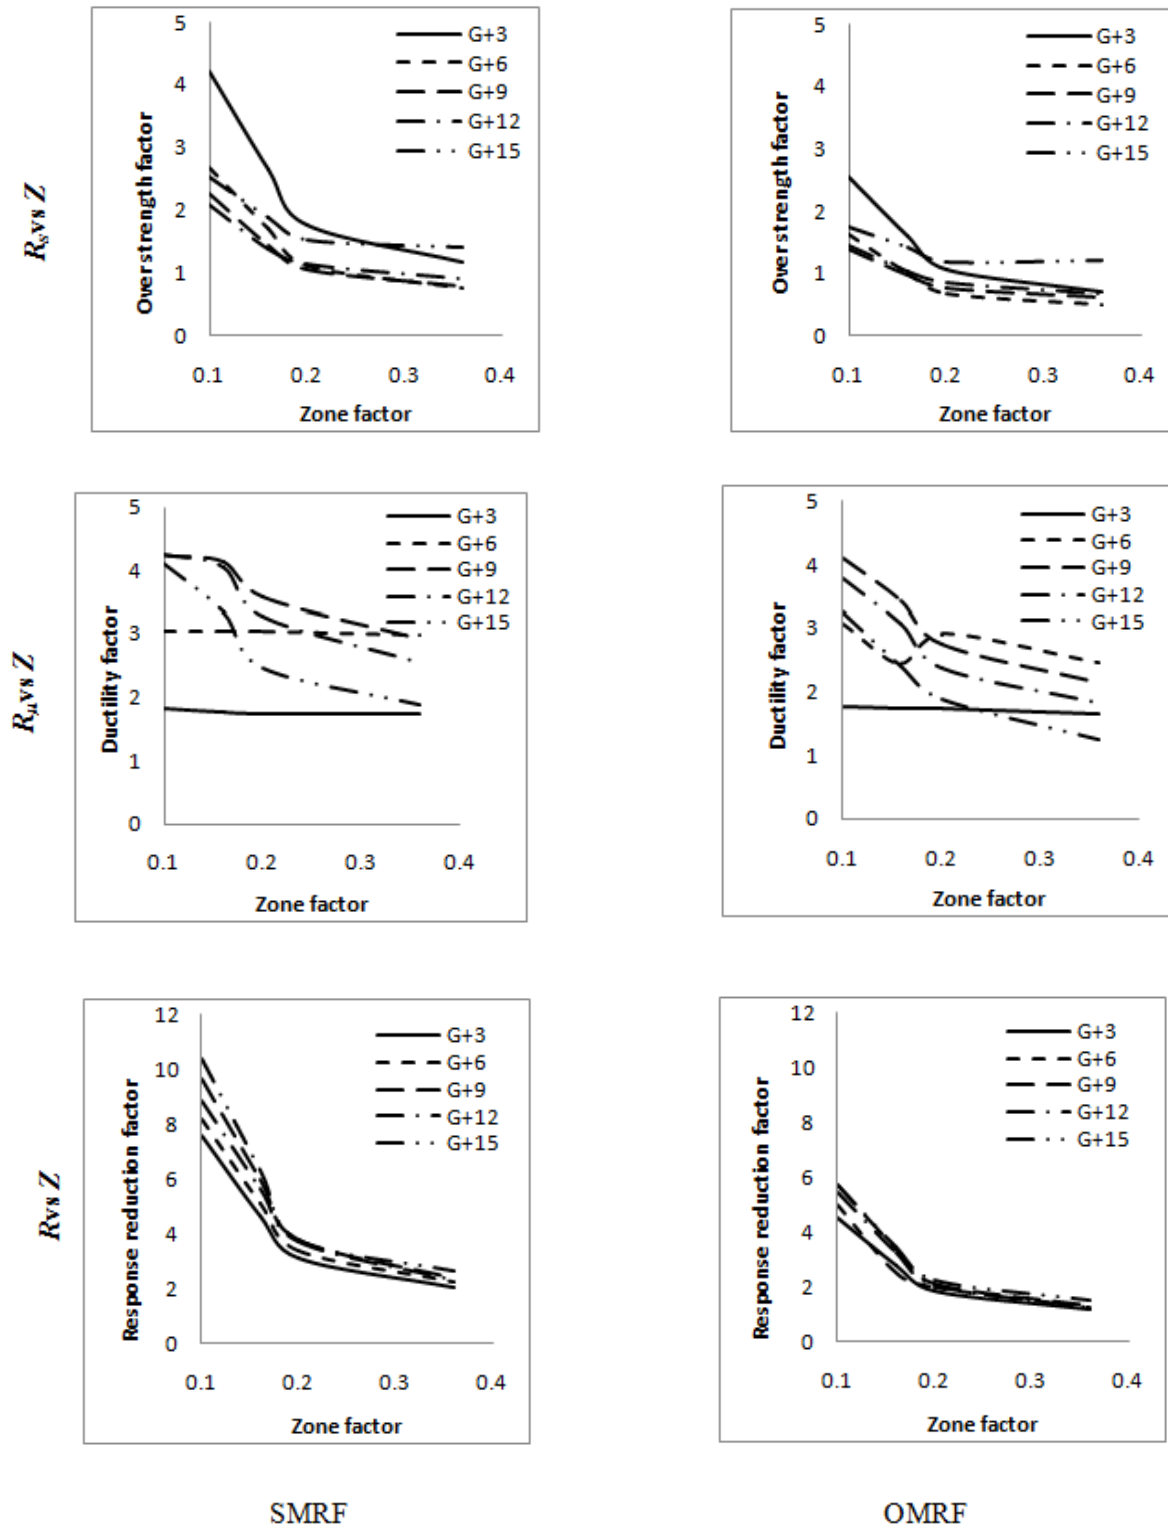 R_s vs Z
5
4
3
2
1
0
Over strength factor
G+3
G+6
G+9
G+12
G+15
0.1 0.2 0.3 0.4
Zone factor
5
4
3
2
1
0
Over strength factor
G+3
G+6
G+9
G+12
G+15
0.1 0.2 0.3 0.4
Zone factor
R_μ vs Z
5
4
3
2
1
0
Ductility factor
G+3
G+6
G+9
G+12
G+15
0.1 0.2 0.3 0.4
Zone factor
5
4
3
2
1
0
Ductility factor
G+3
G+6
G+9
G+12
G+15
0.1 0.2 0.3 0.4
Zone factor
R vs Z
12
10
8
6
4
2
0
Response reduction factor
G+3
G+6
G+9
G+12
G+15
0.1 0.2 0.3 0.4
Zone factor
12
10
8
6
4
2
0
Response reduction factor
G+3
G+6
G+9
G+12
G+15
0.1 0.2 0.3 0.4
Zone factor
SMRF OMRF